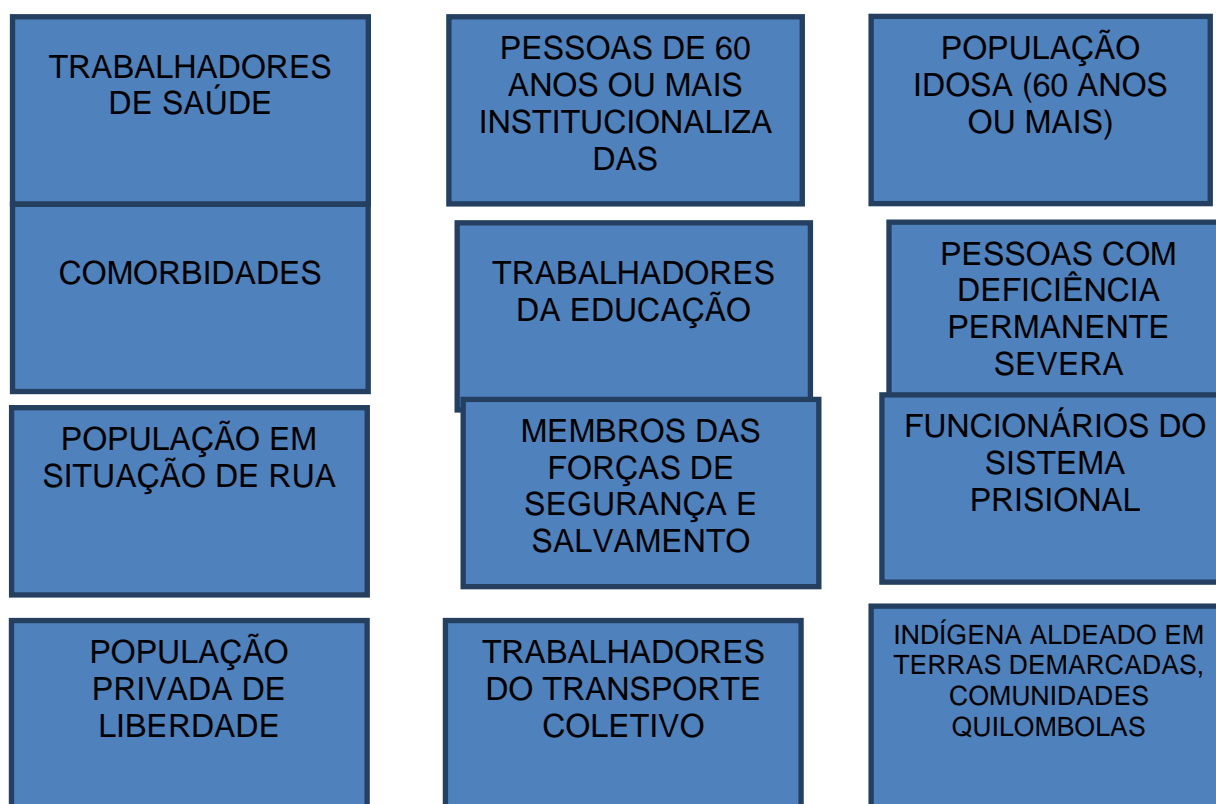 TRABALHADORES
DE SAÚDE
PESSOAS DE 60
ANOS OU MAIS
INSTITUCIONALIZA
DAS
POPULAÇÃO
IDOSA (60 ANOS
OU MAIS)
COMORBIDADES
TRABALHADORES
DA EDUCAÇÃO
PESSOAS COM
DEFICIÊNCIA
PERMANENTE
SEVERA
POPULAÇÃO EM
SITUAÇÃO DE RUA
MEMBROS DAS
FORÇAS DE
SEGURANÇA E
SALVAMENTO
FUNCIONÁRIOS DO
SISTEMA
PRISIONAL
POPULAÇÃO
PRIVADA DE
LIBERDADE
TRABALHADORES
DO TRANSPORTE
COLETIVO
INDÍGENA ALDEADO EM
TERRAS DEMARCADAS,
COMUNIDADES
QUILOMBOLAS